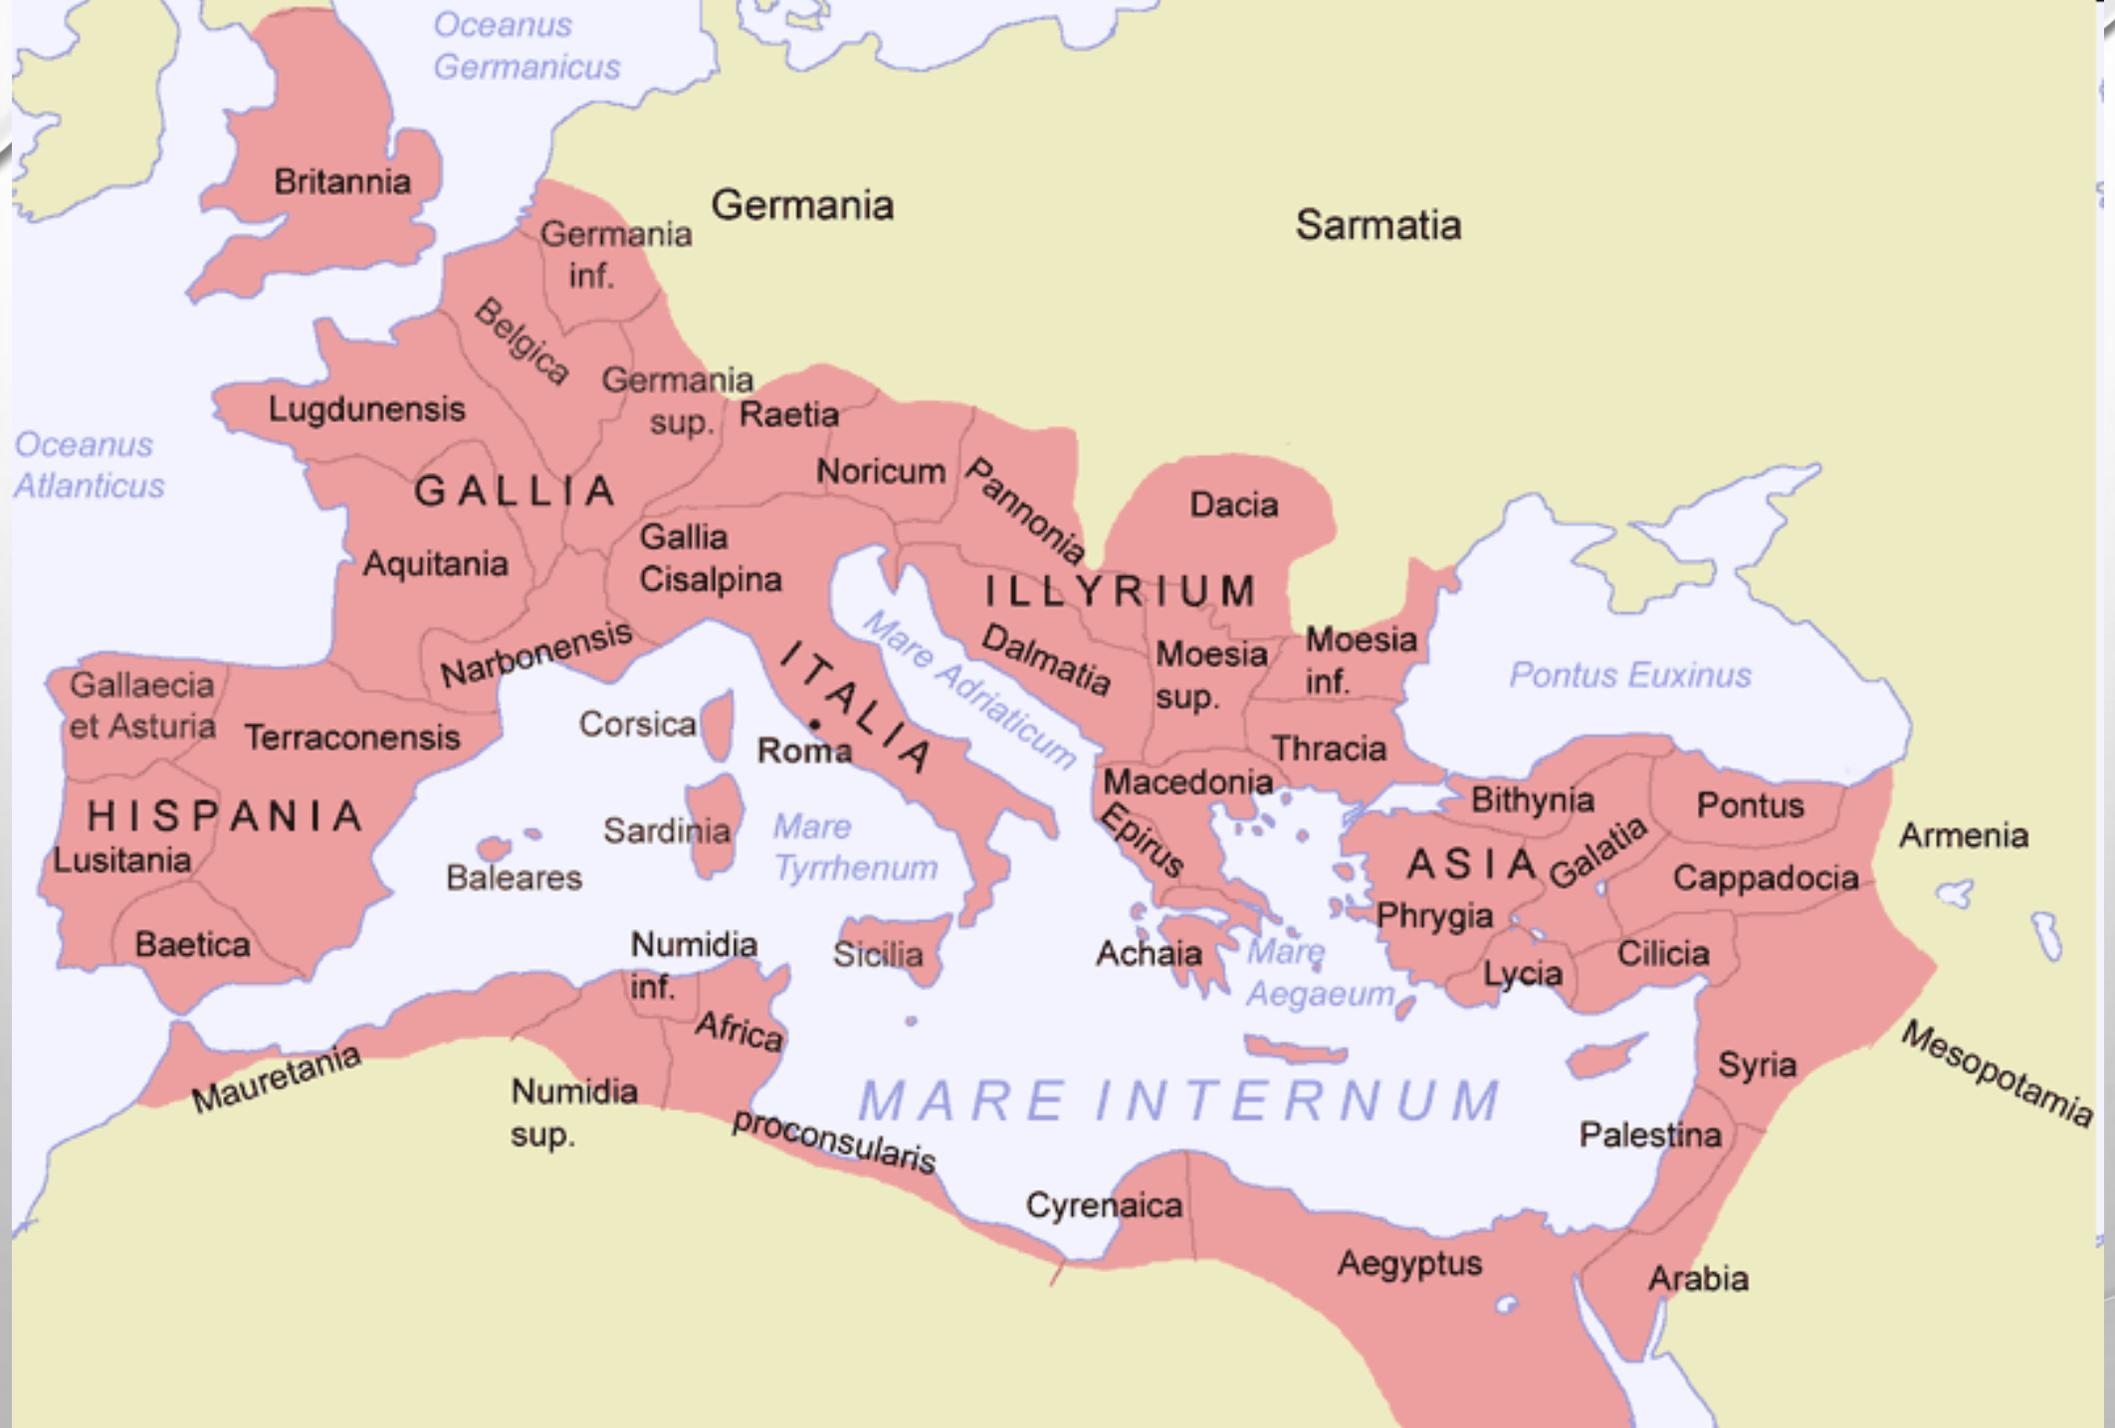 Oceanus
Germanicus
Britannia
Germania
Sarmatia
Germania
inf.
Belgica
Germania
sup.
Lugdunensis
Raetia
Oceanus
Atlanticus
GALLIA
Noricum
Pannonia
Dacia
Gallia
Cisalpina
Aquitania
ILLYRIUM
Narbonensis
ITALIA
Mare Adriaticum
Dalmatia
Moesia
sup.
Moesia
inf.
Pontus Euxinus
Gallaecia
et Asturia
Terraconensis
Corsica
Roma
Thracia
Macedonia
HISPANIA
Lusitania
Baleares
Sardinia
Mare
Tyrrhenum
Epirus
Bithynia
Pontus
Armenia
ASIA
Galatia
Cappadocia
Phrygia
Baetica
Numidia
inf.
Sicilia
Achaia
Mare
Aegaeum
Lycia
Cilicia
Africa
Mauretania
Numidia
sup.
proconsularis
MARE INTERNUM
Syria
Mesopotamia
Palestina
Cyrenaica
Aegyptus
Arabia